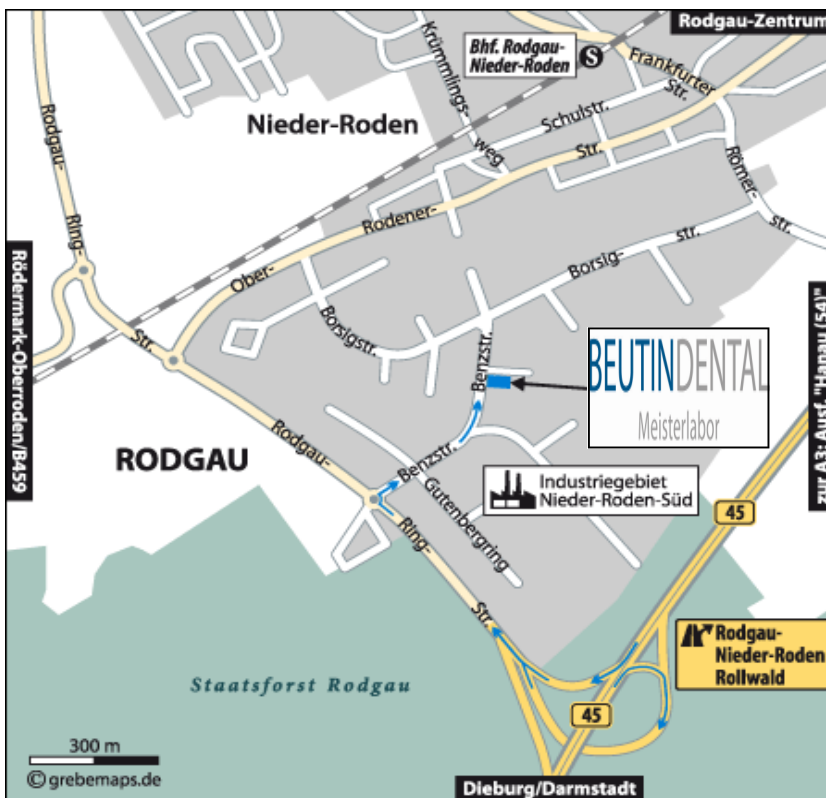 Rodgau-Zentrum
Bhf. Rodgau-
Nieder-Roden
S
Frankfurter
Str.
Krümmlings-
weg
Schulstr.
Nieder-Roden
Rodgau-
Ring-
Str.
Ober-
Rodener-
Str.
Römer-
str.
Rödermark-Oberroden/B459
Borsigstr.
Borsig-
str.
Benzstr.
BEUTINDENTAL
Meisterlabor
zur A3: Ausf. "Hanau (54)"
RODGAU
Rodgau-
Ring-
Str.
Benzstr.
Gutenbergring
Industriegebiet
Nieder-Roden-Süd
45
Rodgau-
Nieder-Roden
Rollwald
Staatsforst Rodgau
45
300 m
© grebemaps.de
Dieburg/Darmstadt